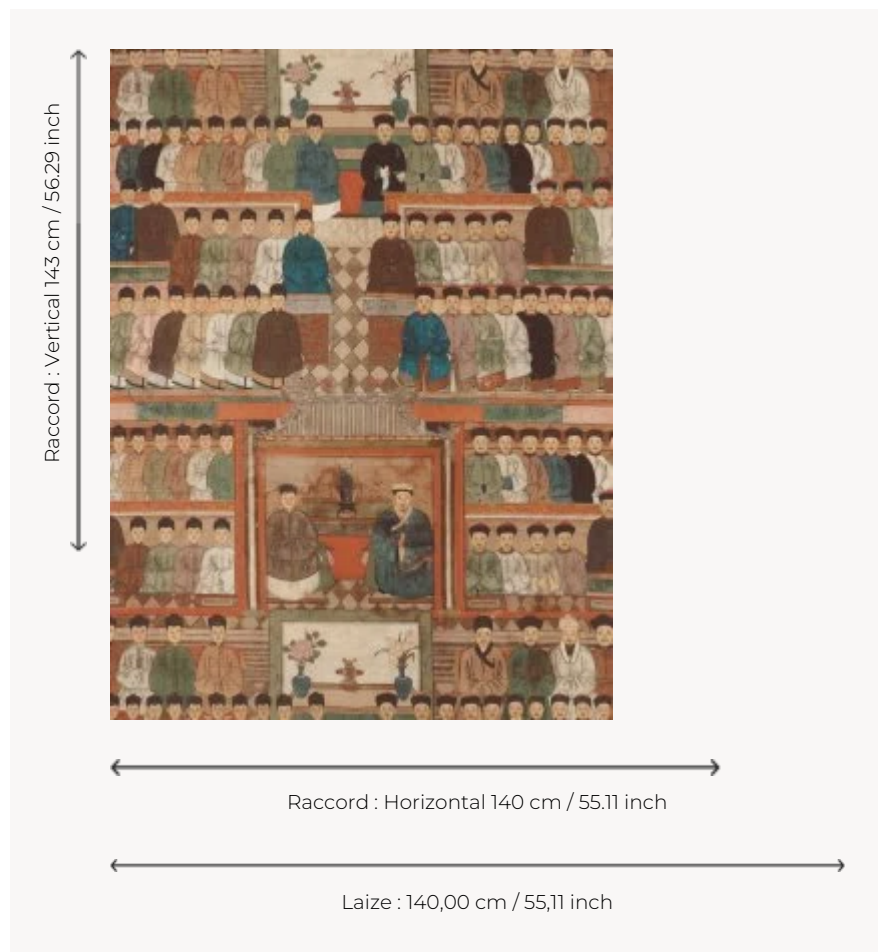 Raccord : Vertical 143 cm / 56.29 inch
Raccord : Horizontal 140 cm / 55.11 inch
Laize : 140,00 cm / 55,11 inch